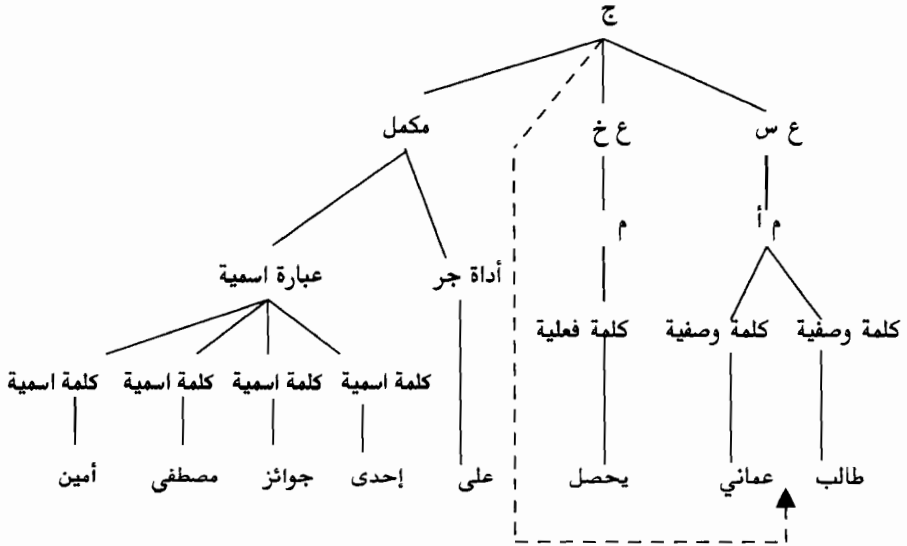 ج
ع س ع خ مكمل
م أ م
أداة جر عبارة اسمية
كلمة وصفية كلمة وصفية كلمة فعلية
كلمة اسمية كلمة اسمية كلمة اسمية كلمة اسمية
طالب عماني يحصل على إحدى جوائز مصطفى أمين